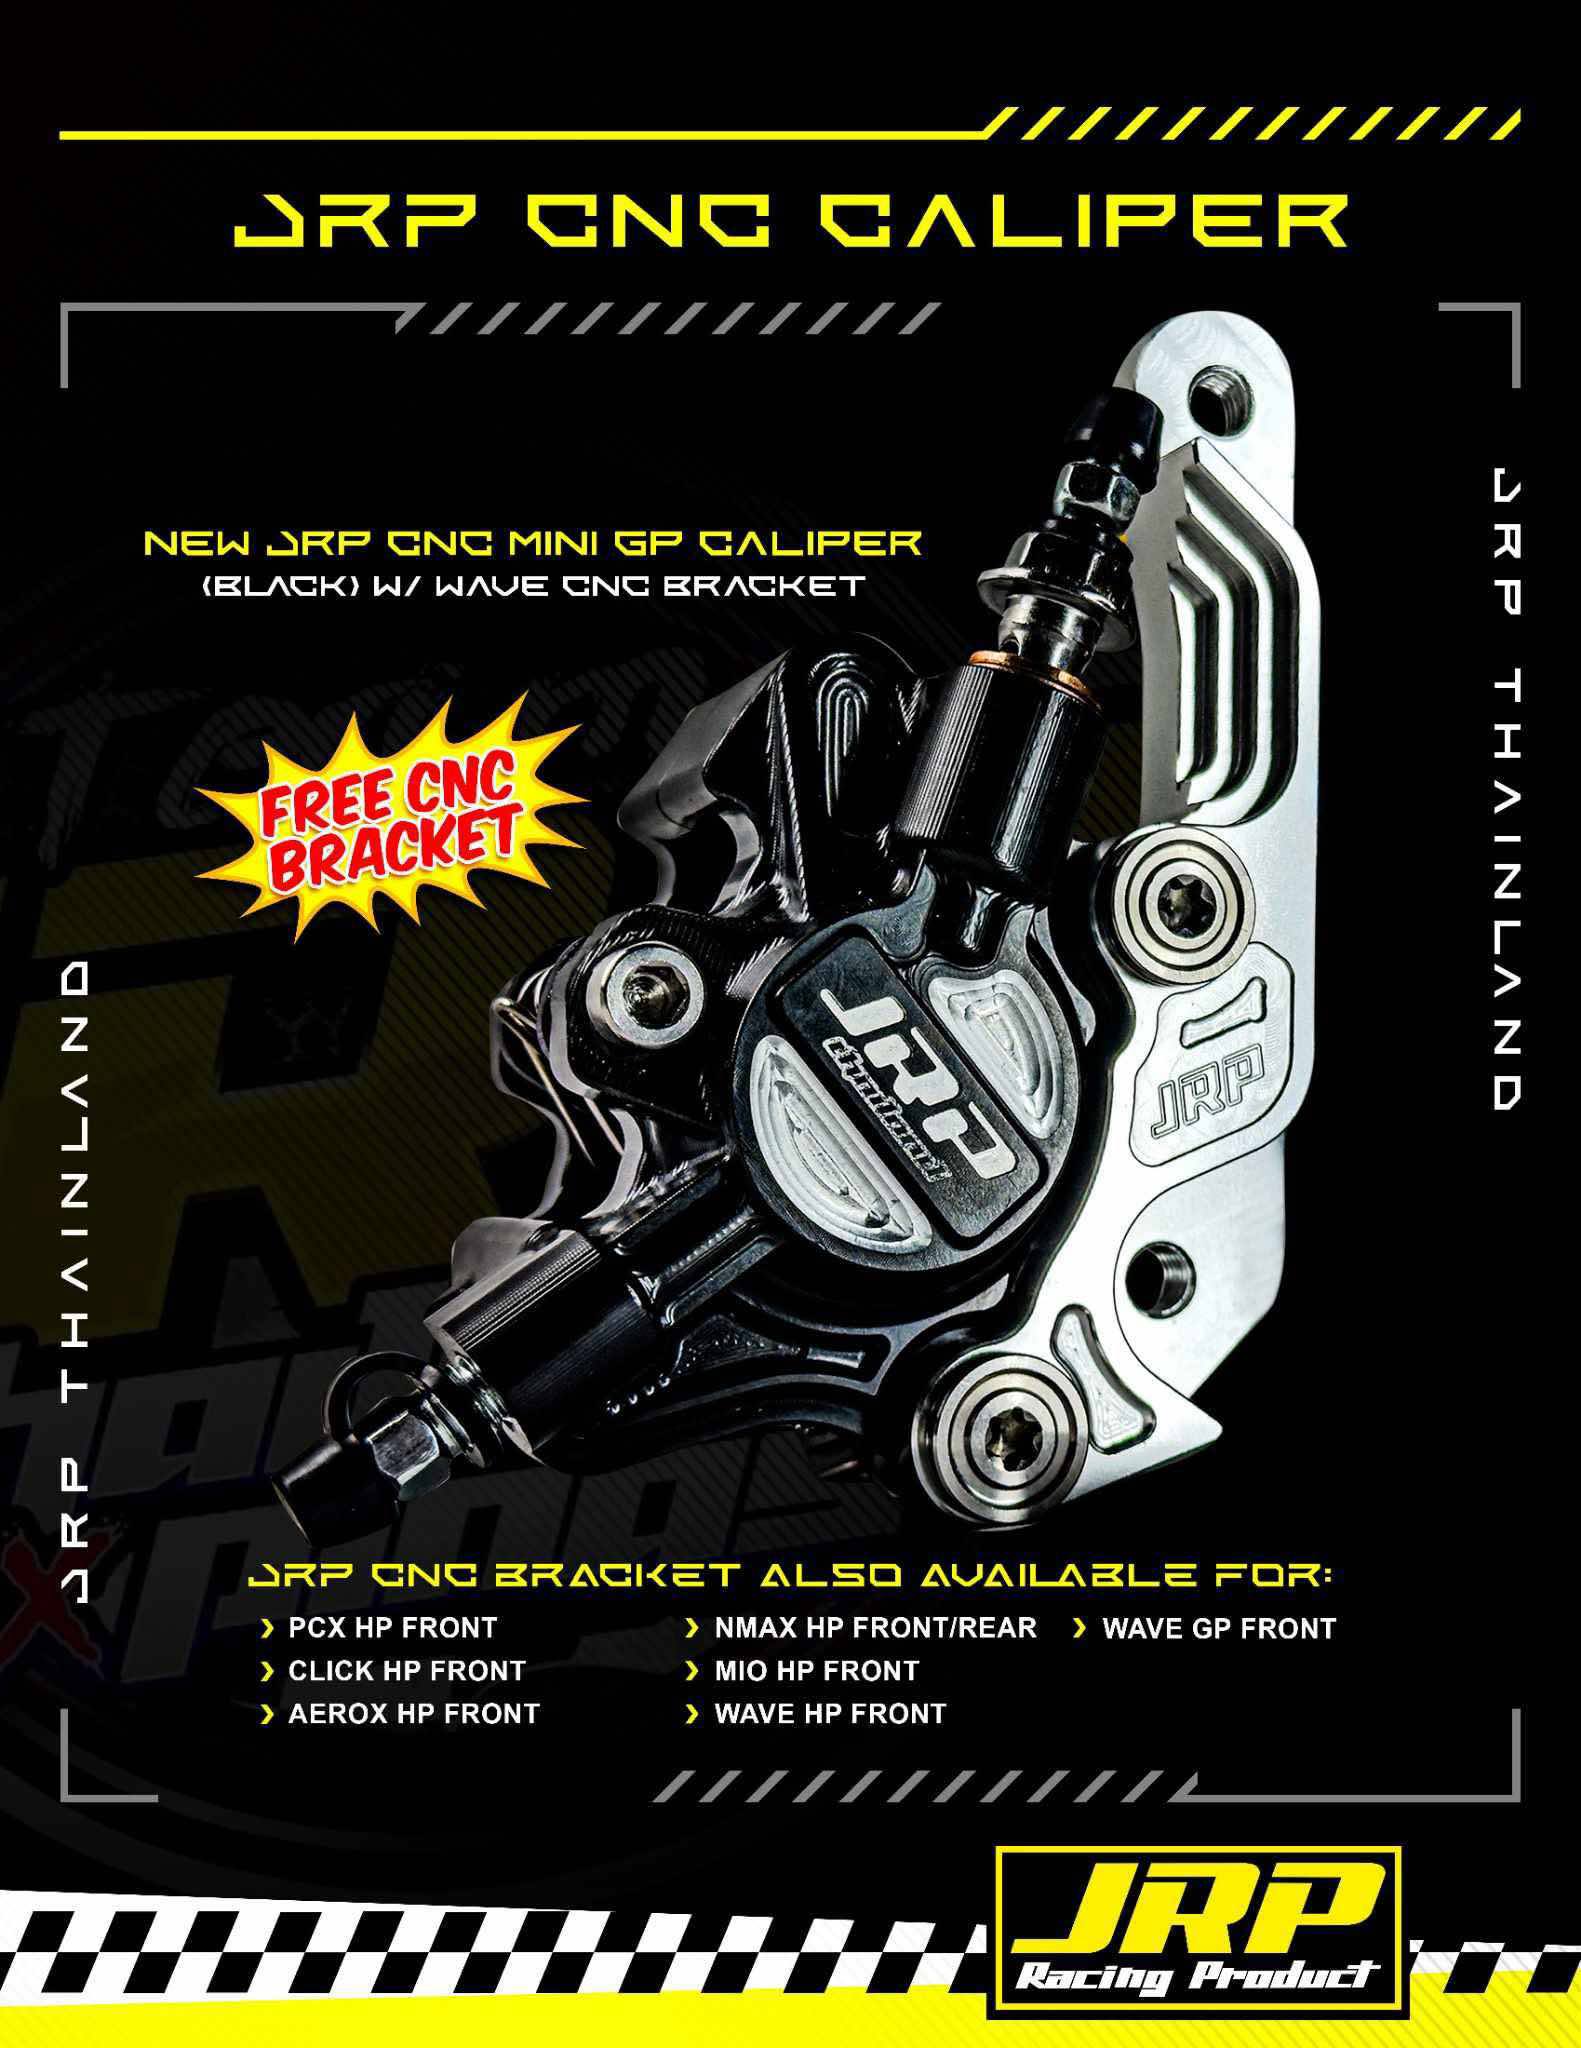 JRP CNC CALIPER
NEW JRP CNC MINI GP CALIPER
(BLACK) W/ WAVE CNC BRACKET
FREE CNC
BRACKET
JRP THAINLAND
JRP THAINLAND
JRP
JRP
JRP CNC BRACKET ALSO AVAILABLE FOR:
› PCX HP FRONT
› CLICK HP FRONT
› AEROX HP FRONT
› NMAX HP FRONT/REAR
› MIO HP FRONT
› WAVE HP FRONT
› WAVE GP FRONT
JRP
Racing Product